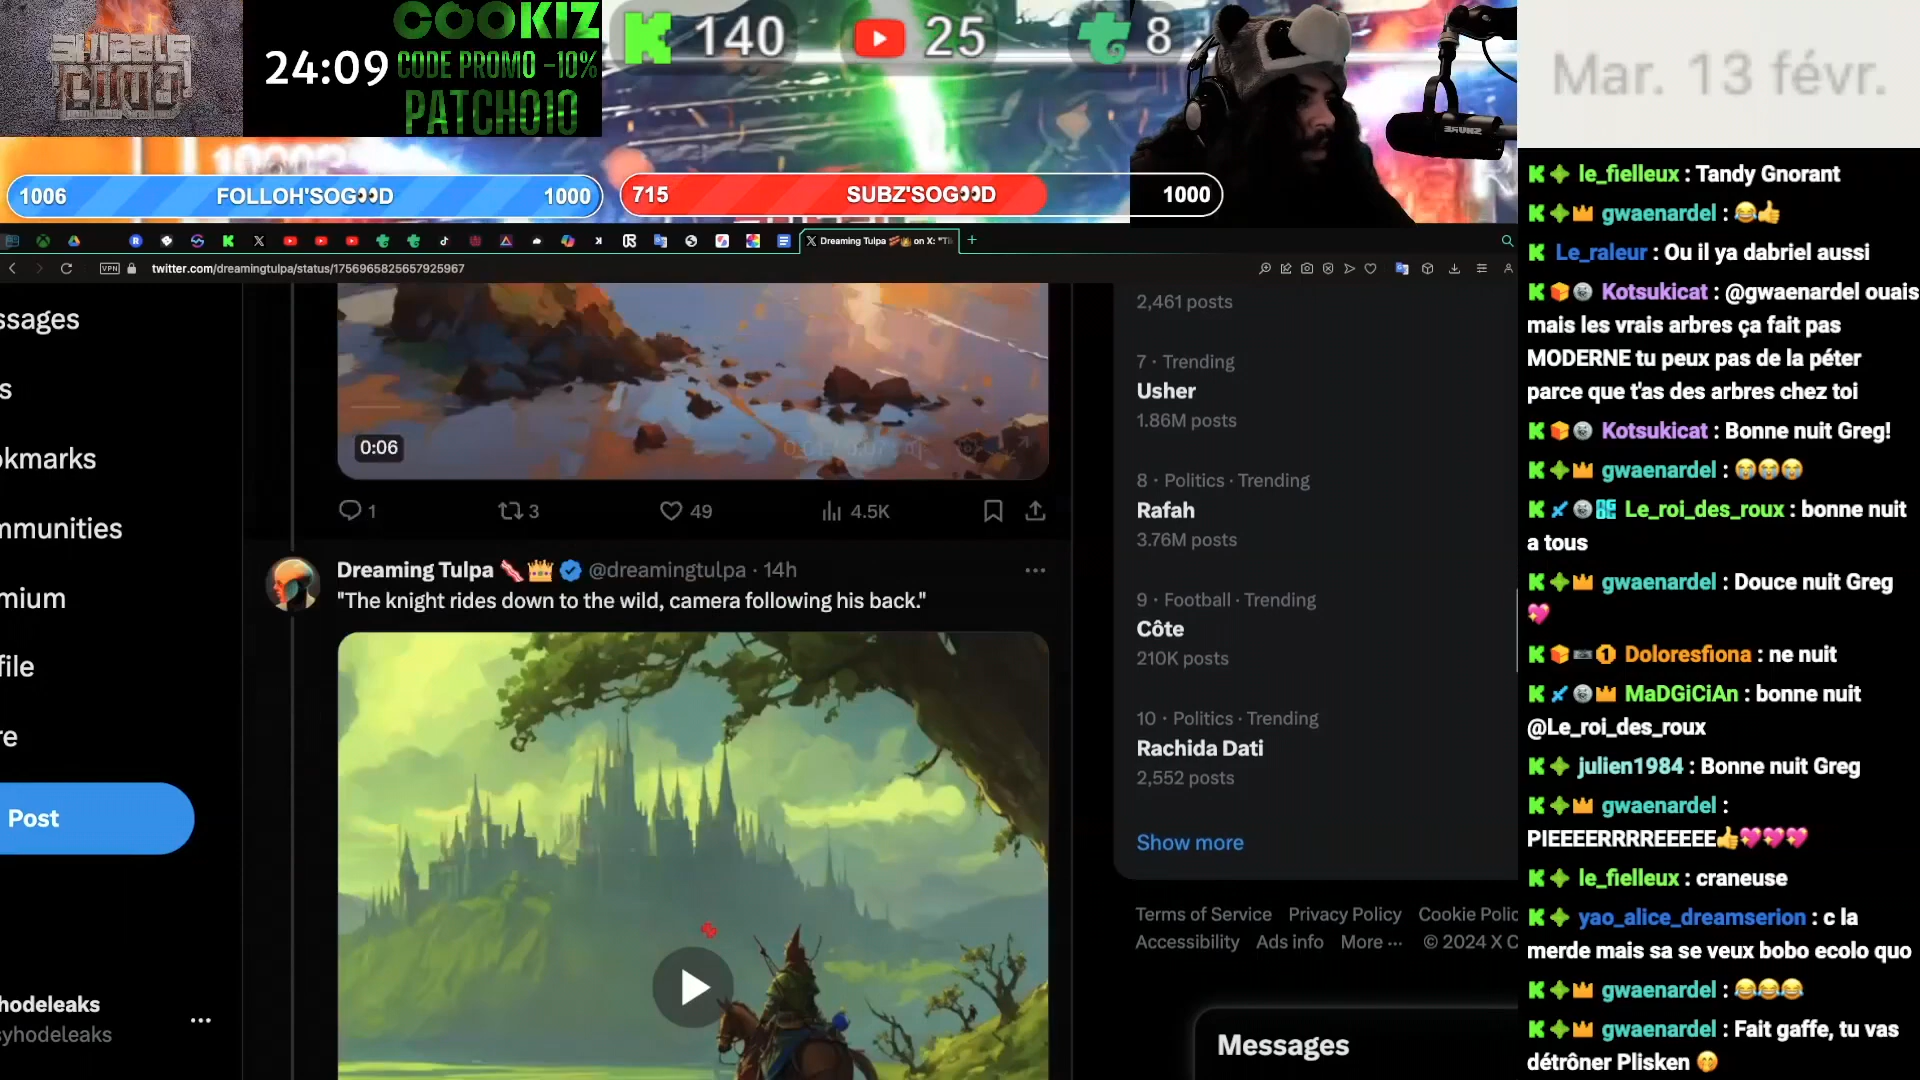 24:09
COOKIZ
CODE PROMO -10%
PATCHO10
140
25
8
SHURE
Mar. 13 févr.
1006 FOLLOH'SOG👀D 1000
715 SUBZ'SOG👀D 1000
Dreaming Tulpa
on X: "Th
VPN
twitter.com/dreamingtulpa/status/1756965825657925967
ssages
s
okmarks
mmunities
mium
file
re
Post
hodeleaks
syhodeleaks
0:06
1
3
49
4.5K
Dreaming Tulpa 🥓👑 @dreamingtulpa · 14h
"The knight rides down to the wild, camera following his back."
2,461 posts
7 · Trending
Usher
1.86M posts
8 · Politics · Trending
Rafah
3.76M posts
9 · Football · Trending
Côte
210K posts
10 · Politics · Trending
Rachida Dati
2,552 posts
Show more
Terms of Service Privacy Policy Cookie Polic
Accessibility Ads info More ··· © 2024 X C
Messages
le_fielleux : Tandy Gnorant
gwaenardel : 😂👍
Le_raleur : Ou il ya dabriel aussi
Kotsukicat : @gwaenardel ouais
mais les vrais arbres ça fait pas
MODERNE tu peux pas de la péter
parce que t'as des arbres chez toi
Kotsukicat : Bonne nuit Greg!
gwaenardel : 😭😭😭
Le_roi_des_roux : bonne nuit
a tous
gwaenardel : Douce nuit Greg
💖
Doloresfiona : ne nuit
MaDGiCiAn : bonne nuit
@Le_roi_des_roux
julien1984 : Bonne nuit Greg
gwaenardel :
PIEEEERRRREEEEE👍💖💖💖
le_fielleux : craneuse
yao_alice_dreamserion : c la
merde mais sa se veux bobo ecolo quo
gwaenardel : 😂😂😂
gwaenardel : Fait gaffe, tu vas
détrôner Plisken 🤭